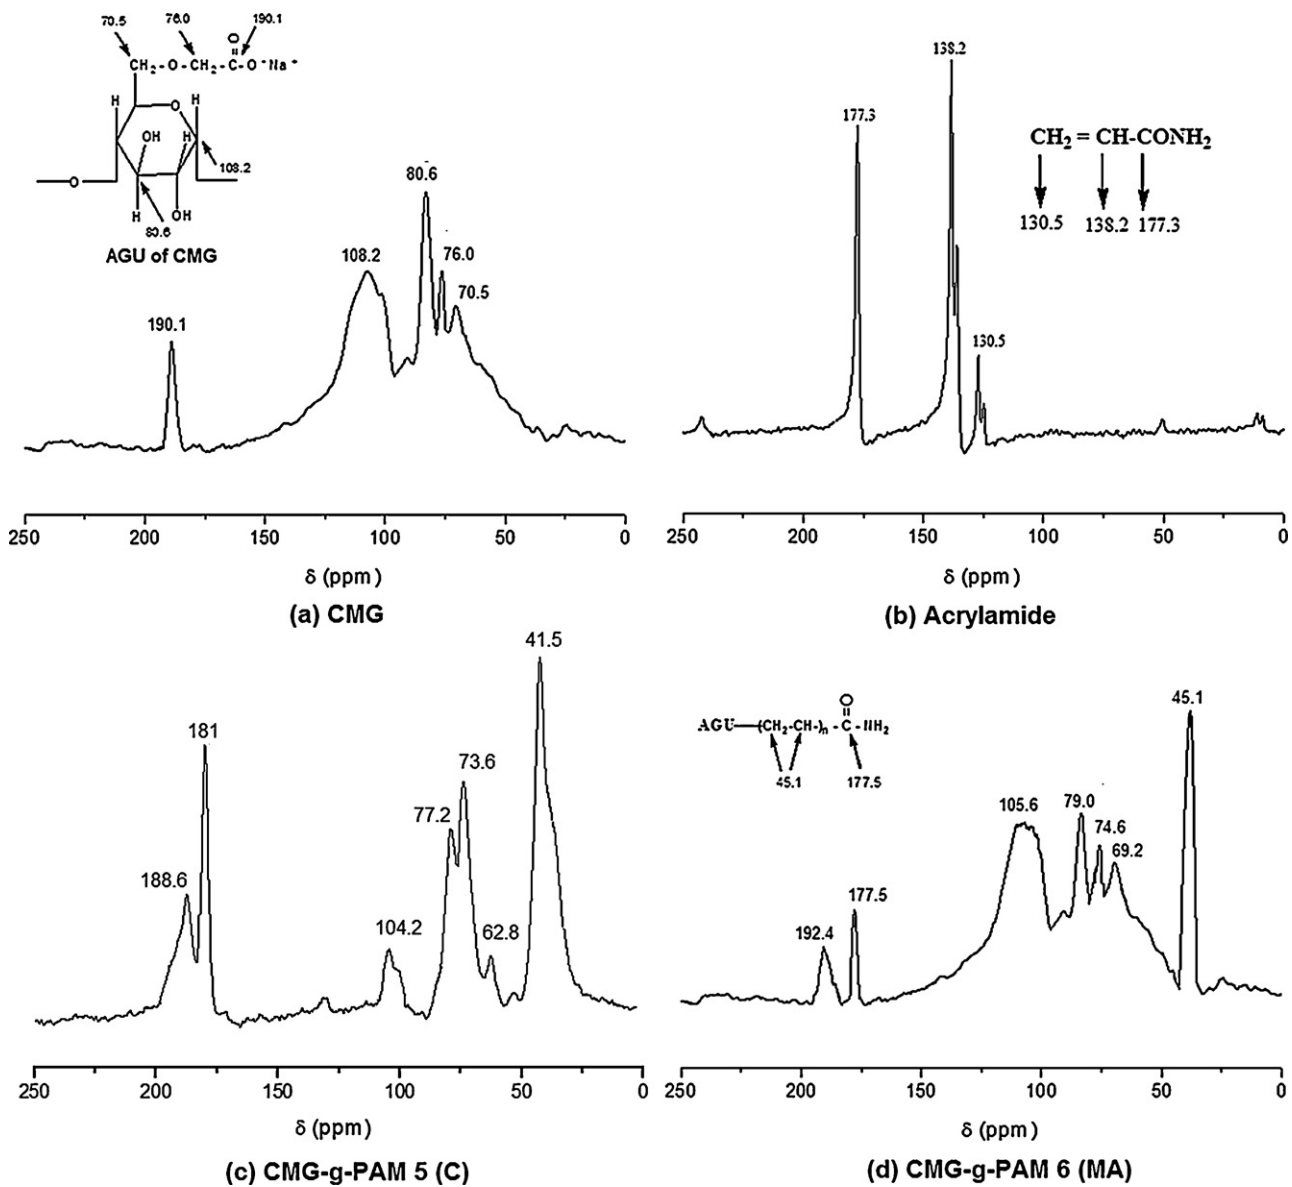 70.5 76.0 190.1
O
CH₂-O-CH₂-C-O⁻Na⁺
H O H
OH H
108.2
O
H OH
80.6
AGU of CMG
190.1
108.2
80.6
76.0
70.5
250 200 150 100 50 0
δ (ppm)
(a) CMG
138.2
177.3
130.5
CH₂ = CH-CONH₂
130.5 138.2 177.3
250 200 150 100 50 0
δ (ppm)
(b) Acrylamide
188.6
181
104.2
77.2
73.6
62.8
41.5
250 200 150 100 50 0
δ (ppm)
(c) CMG-g-PAM 5 (C)
O
AGU—(CH₂-CH-)ₙ-C-NH₂
45.1 177.5
192.4
177.5
105.6
79.0
74.6
69.2
45.1
250 200 150 100 50 0
δ (ppm)
(d) CMG-g-PAM 6 (MA)